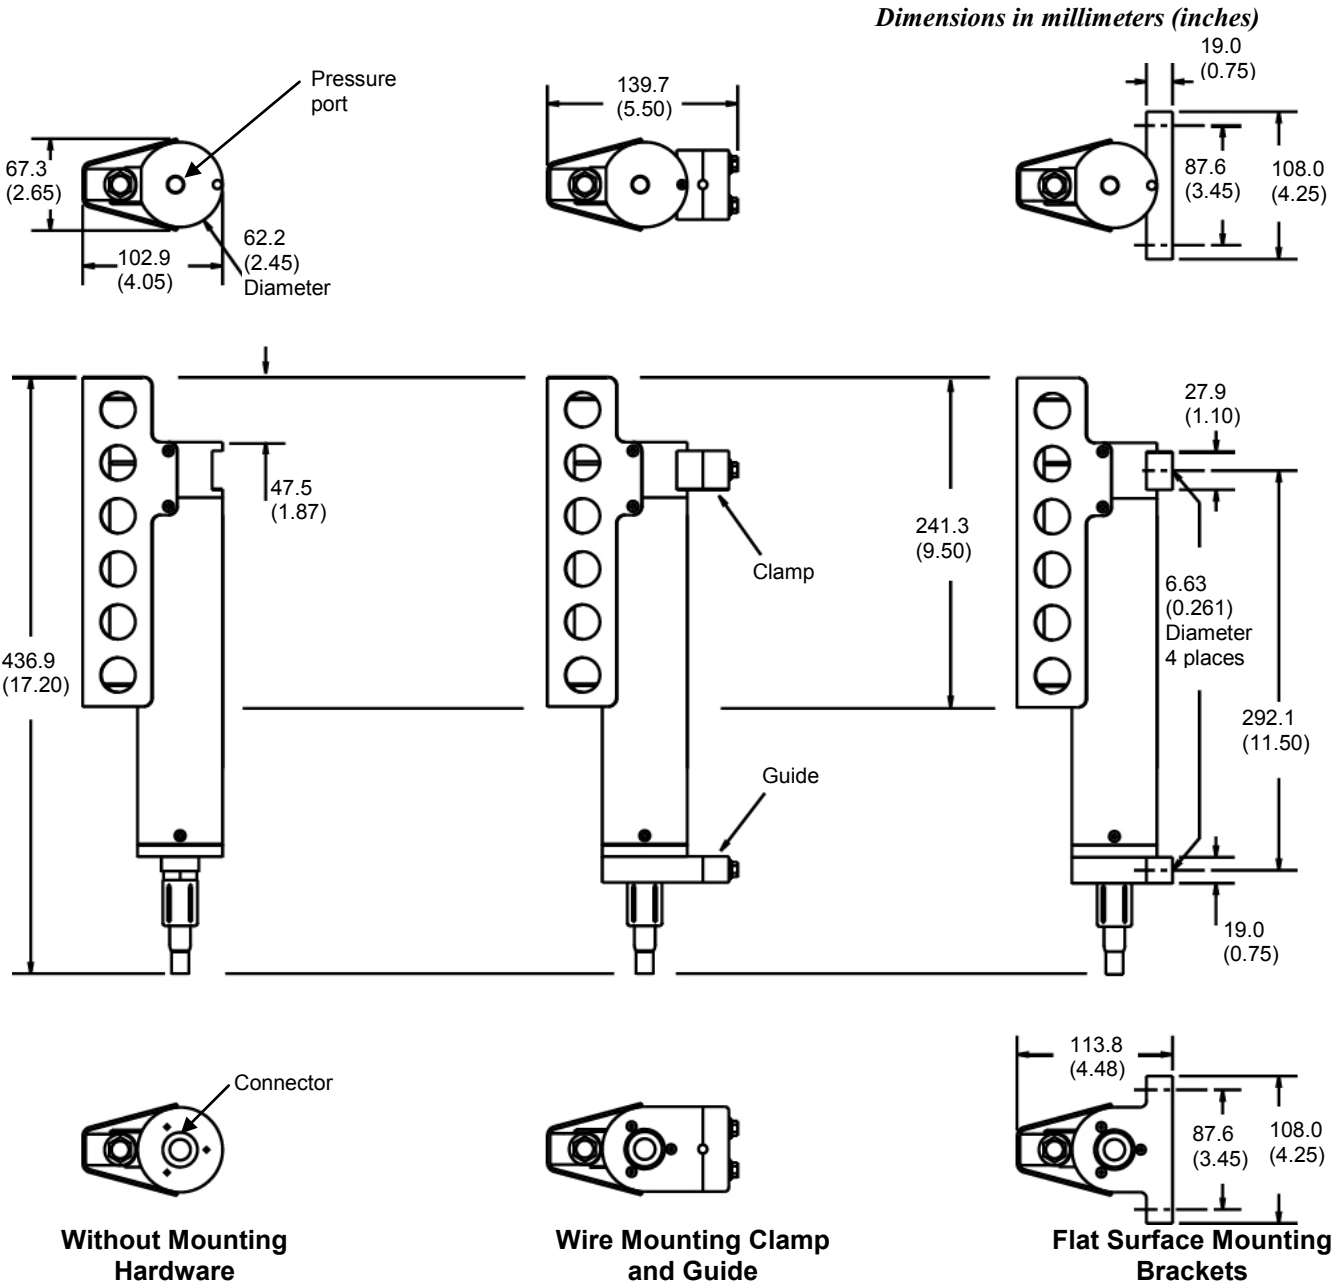 Dimensions in millimeters (inches)
Pressure
port
67.3
(2.65)
102.9
(4.05)
62.2
(2.45)
Diameter
139.7
(5.50)
19.0
(0.75)
87.6
(3.45)
108.0
(4.25)
436.9
(17.20)
47.5
(1.87)
Clamp
Guide
241.3
(9.50)
27.9
(1.10)
6.63
(0.261)
Diameter
4 places
292.1
(11.50)
19.0
(0.75)
Connector
113.8
(4.48)
87.6
(3.45)
108.0
(4.25)
Without Mounting
Hardware
Wire Mounting Clamp
and Guide
Flat Surface Mounting
Brackets